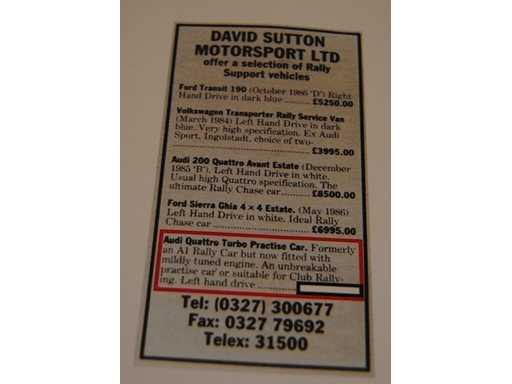 DAVID SUTTON
MOTORSPORT LTD
offer a selection of Rally
Support vehicles
Ford Transit 190 (October 1986 'D') Right
Hand Drive in dark blue ........ £5250.00
Volkswagen Transporter Rally Service Van
(March 1984) Left Hand Drive in dark
blue. Very high specification. Ex Audi
Sport, Ingolstadt, choice of two-
........ £3995.00
Audi 200 Quattro Avant Estate (December
1985 'B'). Left Hand Drive in white.
Usual high Quattro specification. The
ultimate Rally Chase car ........ £8500.00
Ford Sierra Ghia 4 × 4 Estate. (May 1986)
Left Hand Drive in white. Ideal Rally
Chase car ........ £6995.00
Audi Quattro Turbo Practise Car. Formerly
an A1 Rally Car but now fitted with
mildly tuned engine. An unbreakable
practise car or suitable for Club Rally-
ing. Left hand drive ........
Tel: (0327) 300677
Fax: 0327 79692
Telex: 31500